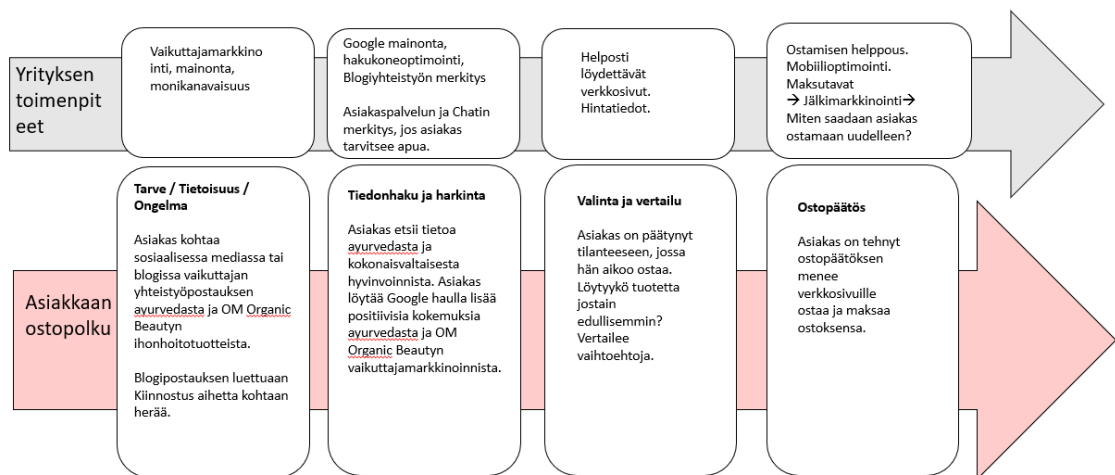 Yrityksen
toimenpit
eet
Vaikuttajamarkkino
inti, mainonta,
monikanavaisuus
Google mainonta,
hakukoneoptimointi,
Blogiyhteistyön merkitys
Asiakaspalvelun ja Chatin
merkitys, jos asiakas
tarvitsee apua.
Helposti
löydettävät
verkkosivut.
Hintatiedot.
Ostamisen helppous.
Mobiilioptimointi.
Maksutavat
→ Jälkimarkkinointi→
Miten saadaan asiakas
ostamaan uudelleen?
Asiakkaan
ostopolku
Tarve / Tietoisuus /
Ongelma
Asiakas kohtaa
sosiaalisessa mediassa tai
blogissa vaikuttajan
yhteistyöpostauksen
ayurvedasta ja OM Organic
Beautyn
ihonhoitotuotteista.
Blogipostauksen luettuaan
Kiinnostus aihetta kohtaan
herää.
Tiedonhaku ja harkinta
Asiakas etsii tietoa
ayurvedasta ja
kokonaisvaltaisesta
hyvinvoinnista. Asiakas
löytää Google haulla lisää
positiivisia kokemuksia
ayurvedasta ja OM
Organic Beautyn
vaikuttajamarkkinoinnista.
Valinta ja vertailu
Asiakas on päätynyt
tilanteeseen, jossa
hän aikoo ostaa.
Löytyykö tuotetta
jostain
edullisemmin?
Vertailee
vaihtoehtoja.
Ostopäätös
Asiakas on tehnyt
ostopäätöksen
menee
verkkosivuille
ostaa ja maksaa
ostoksensa.